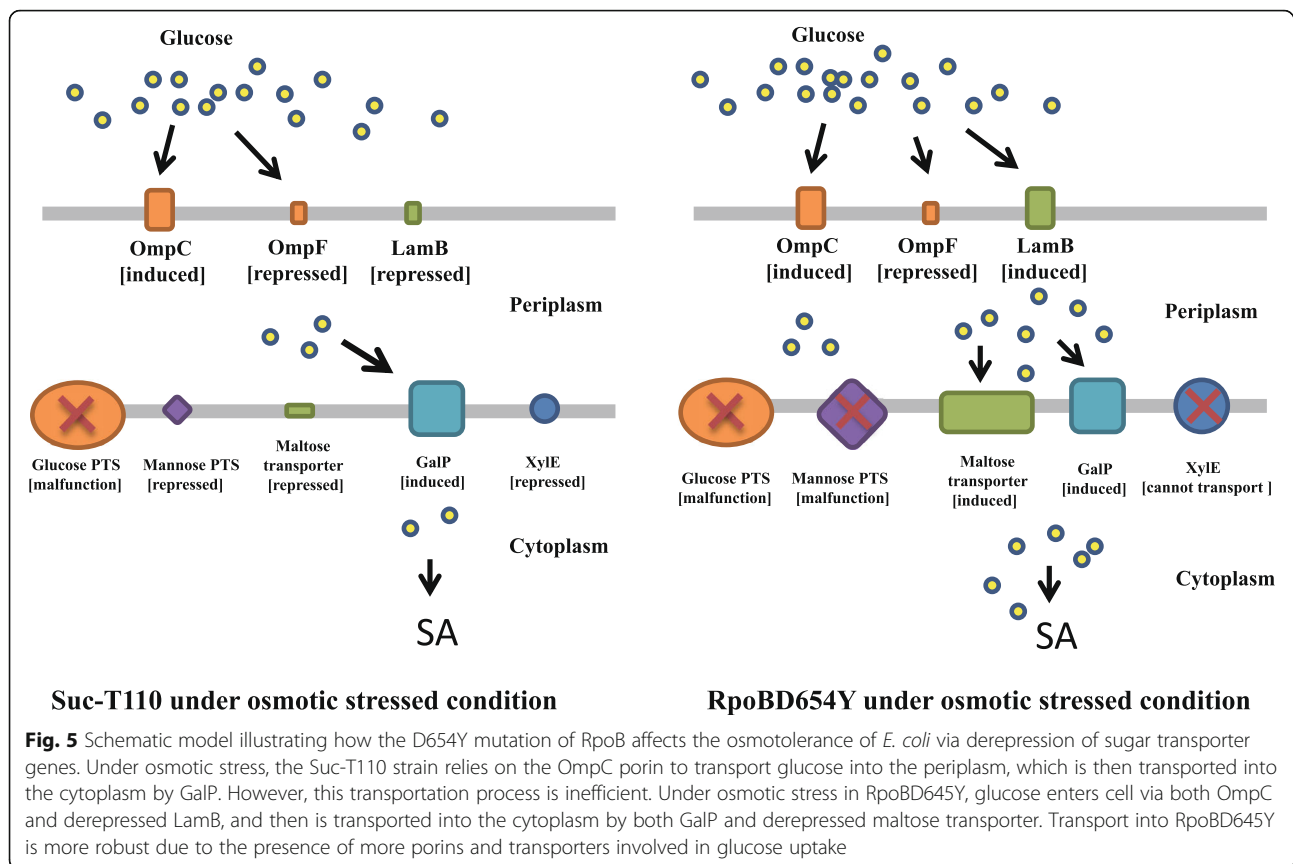 Glucose
OmpC
[induced]
OmpF
[repressed]
LamB
[repressed]
Periplasm
Glucose PTS
[malfunction]
Mannose PTS
[repressed]
Maltose
transporter
[repressed]
GalP
[induced]
XylE
[repressed]
Cytoplasm
SA
Suc-T110 under osmotic stressed condition
Glucose
OmpC
[induced]
OmpF
[repressed]
LamB
[induced]
Periplasm
Glucose PTS
[malfunction]
Mannose PTS
[malfunction]
Maltose
transporter
[induced]
GalP
[induced]
XylE
[cannot transport ]
Cytoplasm
SA
RpoBD654Y under osmotic stressed condition
Fig. 5 Schematic model illustrating how the D654Y mutation of RpoB affects the osmotolerance of E. coli via derepression of sugar transporter
genes. Under osmotic stress, the Suc-T110 strain relies on the OmpC porin to transport glucose into the periplasm, which is then transported into
the cytoplasm by GalP. However, this transportation process is inefficient. Under osmotic stress in RpoBD645Y, glucose enters cell via both OmpC
and derepressed LamB, and then is transported into the cytoplasm by both GalP and derepressed maltose transporter. Transport into RpoBD645Y
is more robust due to the presence of more porins and transporters involved in glucose uptake